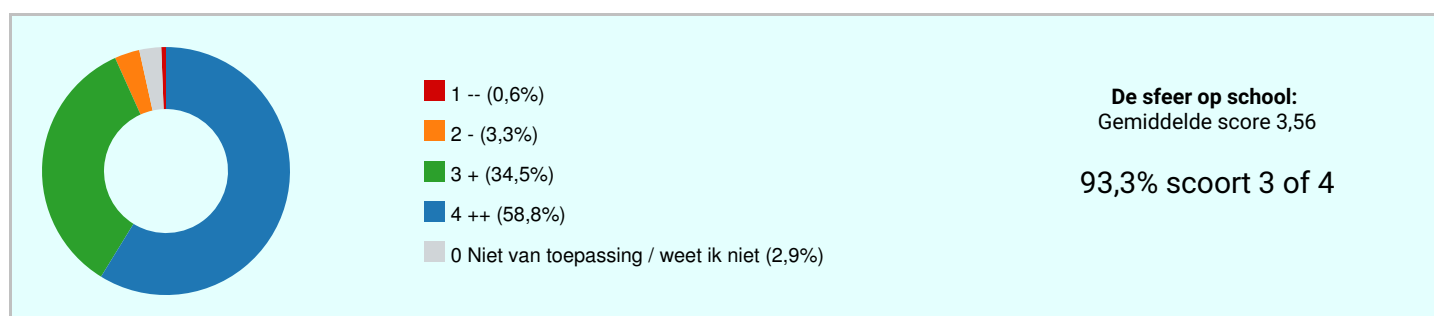 1 -- (0,6%)
2 - (3,3%)
3 + (34,5%)
4 ++ (58,8%)
0 Niet van toepassing / weet ik niet (2,9%)
De sfeer op school:
Gemiddelde score 3,56
93,3% scoort 3 of 4